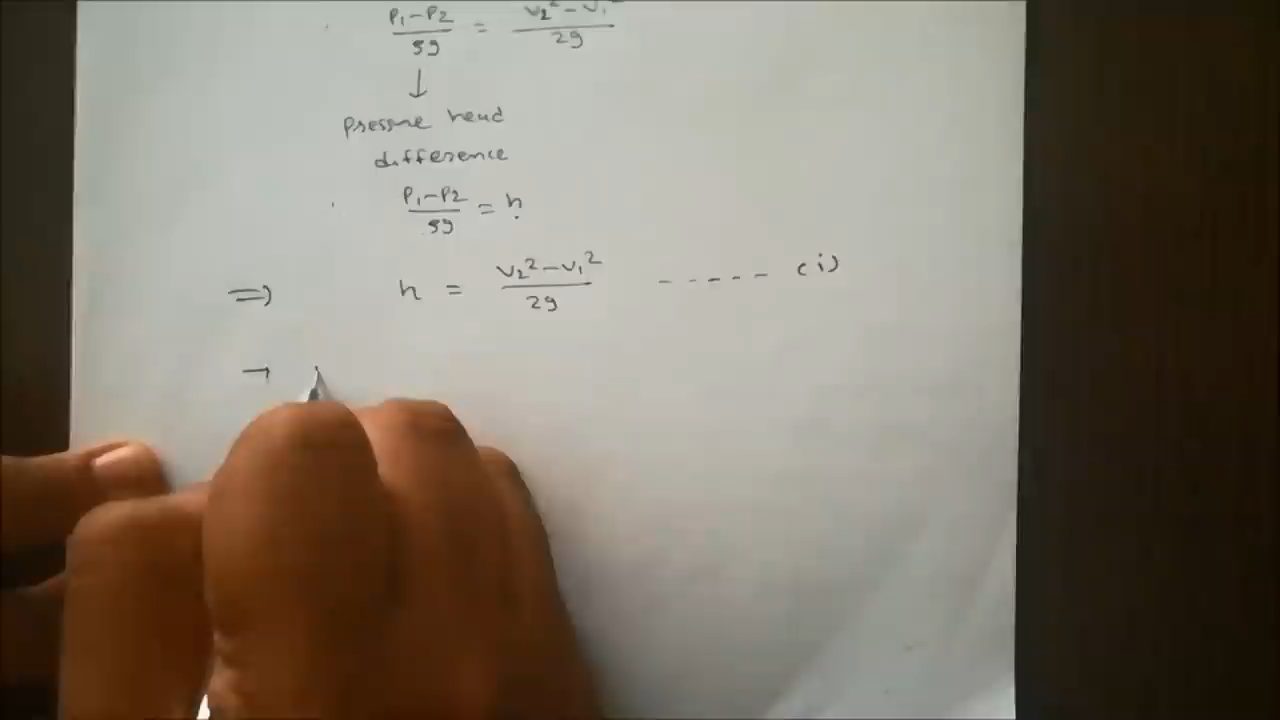 P₁-P₂/ρg = V₂²-V₁²/2g
↓
Pressure head
difference
P₁-P₂/ρg = h
⇒ h = V₂²-V₁²/2g ----- (i)
→